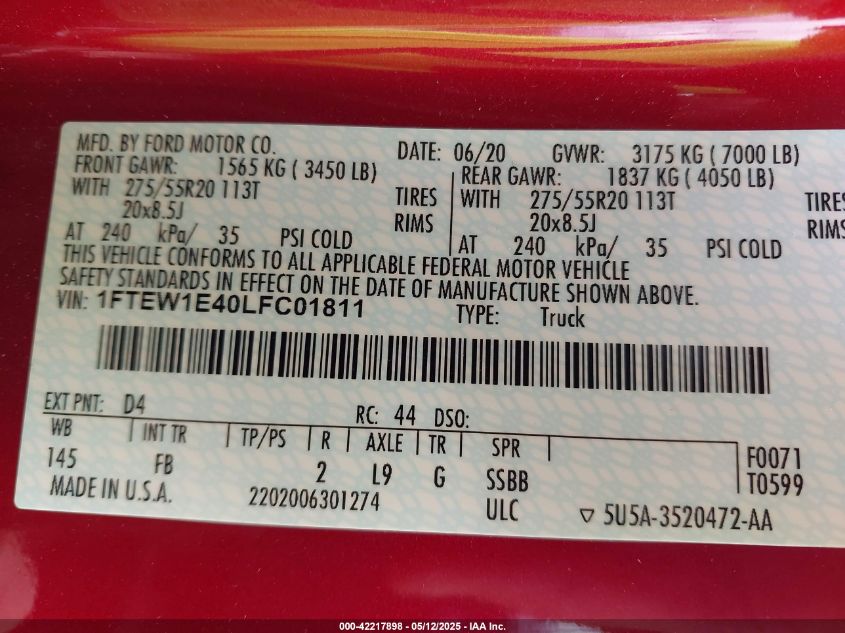 MFD. BY FORD MOTOR CO. DATE: 06/20 GVWR: 3175 KG ( 7000 LB)
FRONT GAWR: 1565 KG ( 3450 LB) REAR GAWR: 1837 KG ( 4050 LB)
WITH 275/55R20 113T TIRES WITH 275/55R20 113T TIRES
20x8.5J RIMS 20x8.5J RIMS
AT 240 kPa/ 35 PSI COLD AT 240 kPa/ 35 PSI COLD
THIS VEHICLE CONFORMS TO ALL APPLICABLE FEDERAL MOTOR VEHICLE
SAFETY STANDARDS IN EFFECT ON THE DATE OF MANUFACTURE SHOWN ABOVE.
VIN: 1FTEW1E40LFC01811 TYPE: Truck
EXT PNT: D4 RC: 44 DSO:
WB INT TR TP/PS R AXLE TR SPR
145 FB 2 L9 G SSBB F0071
T0599
MADE IN U.S.A. 2202006301274 ULC ▽ 5U5A-3520472-AA
000-42217898 - 05/12/2025 - IAA Inc.